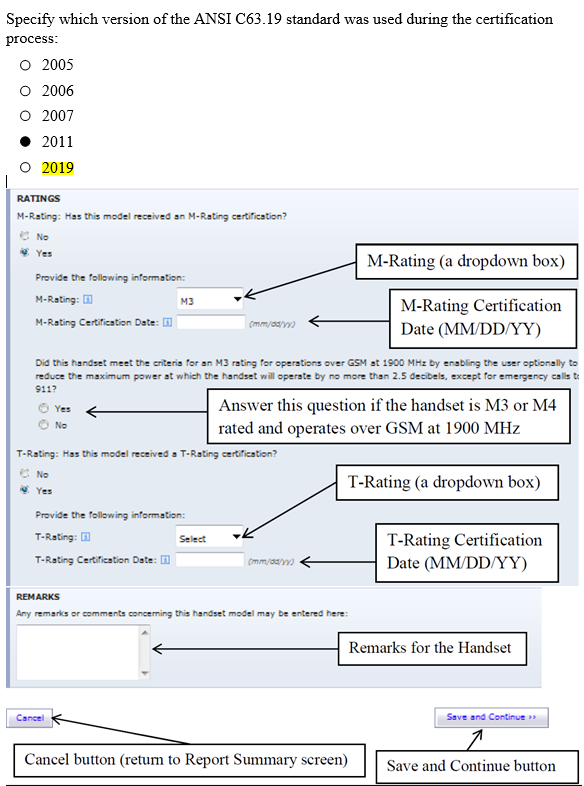 Specify which version of the ANSI C63.19 standard was used during the certification
process:
2005
2006
2007
2011
2019
RATINGS
M-Rating: Has this model received an M-Rating certification?
No
Yes
M-Rating (a dropdown box)
Provide the following information:
M-Rating: i M3
M-Rating Certification Date: i (mm/dd/yy)
M-Rating Certification
Date (MM/DD/YY)
Did this handset meet the criteria for an M3 rating for operations over GSM at 1900 MHz by enabling the user optionally to
reduce the maximum power at which the handset will operate by no more than 2.5 decibels, except for emergency calls to
911?
Yes
No
Answer this question if the handset is M3 or M4
rated and operates over GSM at 1900 MHz
T-Rating: Has this model received a T-Rating certification?
No
Yes
T-Rating (a dropdown box)
Provide the following information:
T-Rating: i Select
T-Rating Certification Date: i (mm/dd/yy)
T-Rating Certification
Date (MM/DD/YY)
REMARKS
Any remarks or comments concerning this handset model may be entered here:
Remarks for the Handset
Cancel
Save and Continue >>
Cancel button (return to Report Summary screen)
Save and Continue button